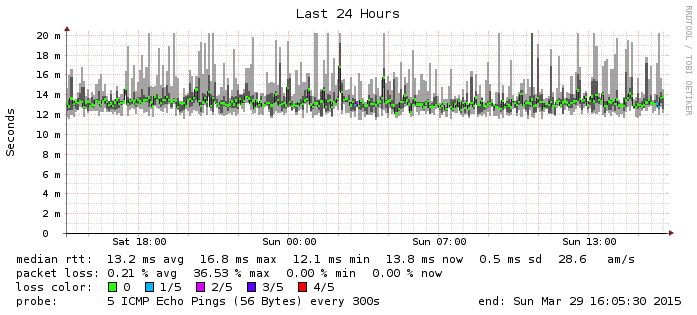 Last 24 Hours
RRDTOOL / TOBI OETIKER
Seconds
20 m
18 m
16 m
14 m
12 m
10 m
8 m
6 m
4 m
2 m
0
Sat 18:00 Sun 00:00 Sun 07:00 Sun 13:00
median rtt: 13.2 ms avg 16.8 ms max 12.1 ms min 13.8 ms now 0.5 ms sd 28.6 am/s
packet loss: 0.21 % avg 36.53 % max 0.00 % min 0.00 % now
loss color: 0 1/5 2/5 3/5 4/5
probe: 5 ICMP Echo Pings (56 Bytes) every 300s end: Sun Mar 29 16:05:30 2015